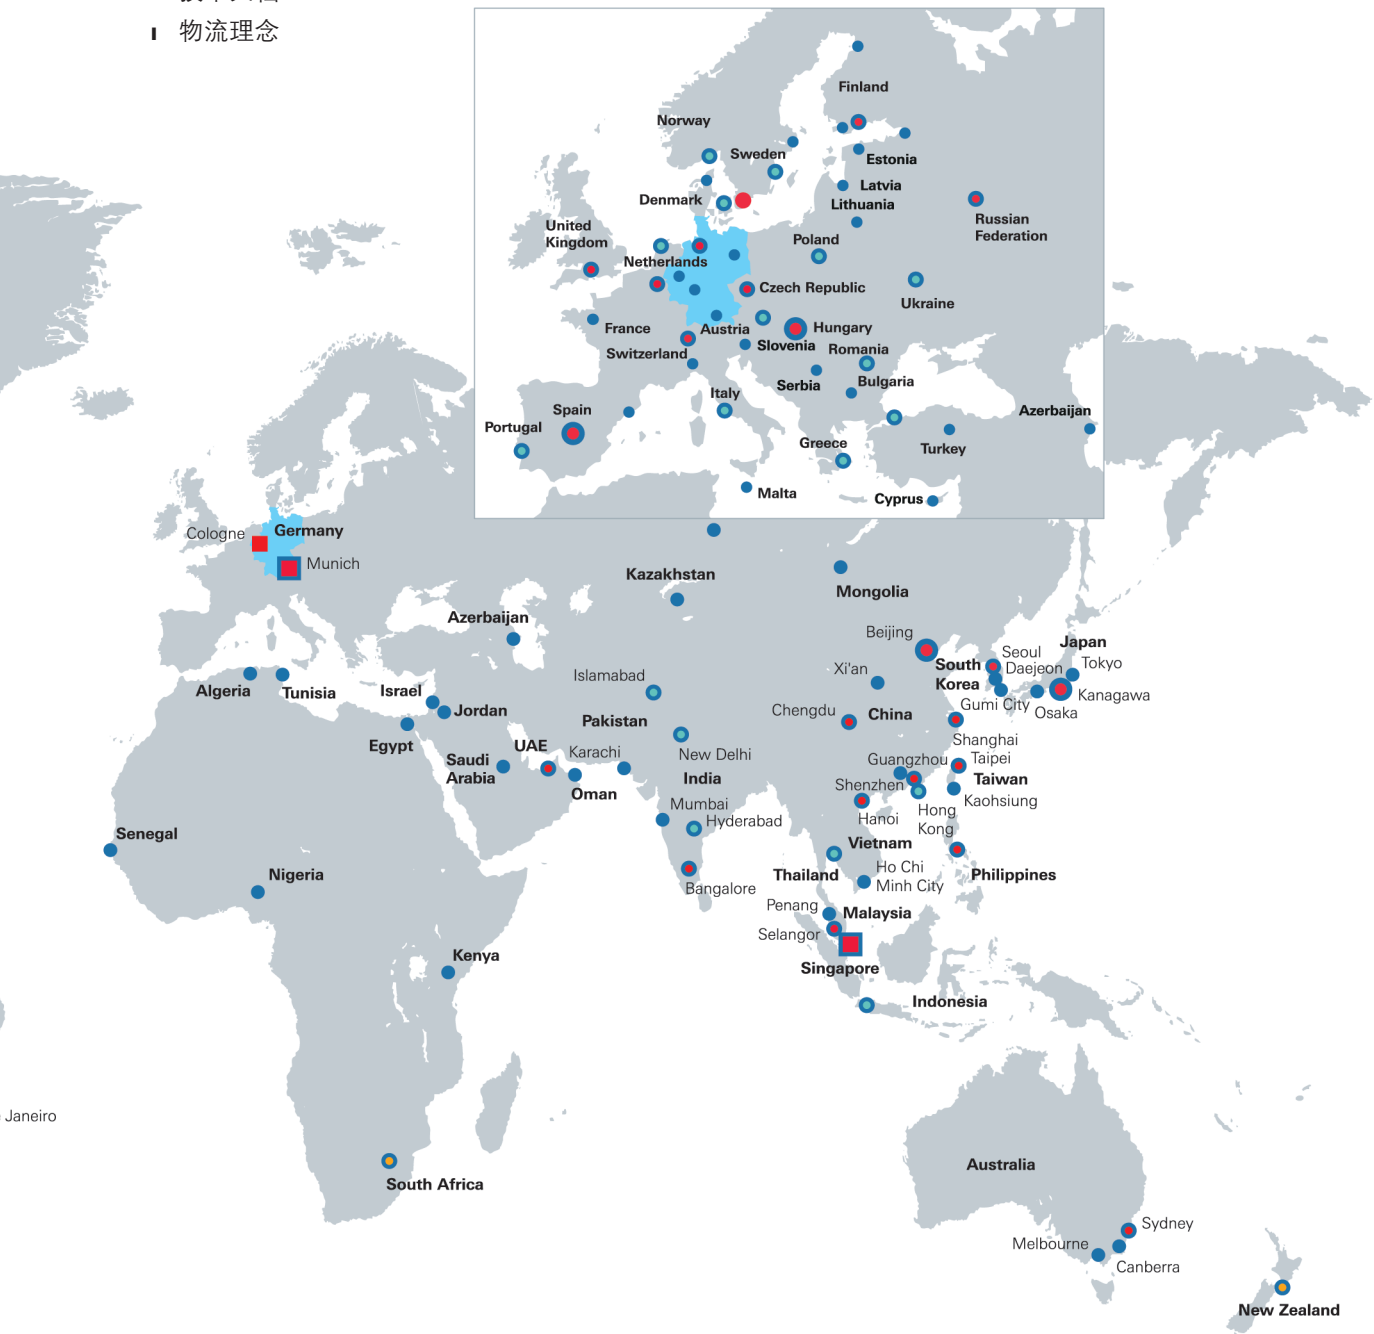 物流理念
Finland
Norway
Sweden
Estonia
Latvia
Denmark
Lithuania
Russian
Federation
United
Kingdom
Poland
Netherlands
Czech Republic
Ukraine
France
Austria
Hungary
Switzerland
Slovenia
Romania
Serbia
Bulgaria
Italy
Spain
Azerbaijan
Portugal
Greece
Turkey
Malta
Cyprus
Cologne
Germany
Munich
Kazakhstan
Mongolia
Azerbaijan
Beijing
Japan
Seoul
South
Korea
Daejeon
Tokyo
Xi'an
Islamabad
Algeria
Tunisia
Israel
Kanagawa
Gumi City
Osaka
Jordan
Chengdu
China
Pakistan
Egypt
UAE
Karachi
New Delhi
Shanghai
Saudi
Arabia
Guangzhou
Taipei
India
Taiwan
Oman
Shenzhen
Kaohsiung
Mumbai
Hyderabad
Hanoi
Hong
Kong
Senegal
Vietnam
Nigeria
Thailand
Ho Chi
Minh City
Philippines
Bangalore
Penang
Malaysia
Selangor
Kenya
Singapore
Indonesia
Janeiro
Australia
South Africa
Sydney
Melbourne
Canberra
New Zealand